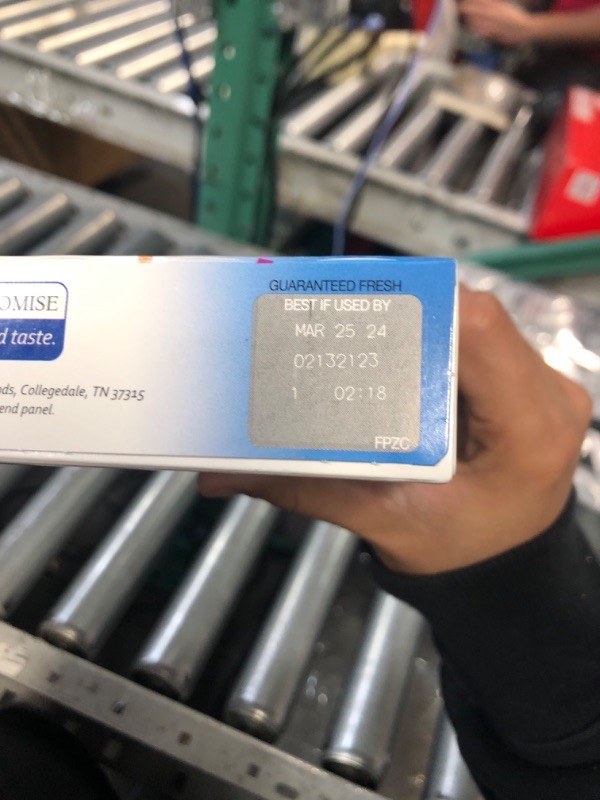 OMISE
d taste.
ds, Collegedale, TN 37315
end panel.
GUARANTEED FRESH
BEST IF USED BY
MAR 25 24
02132123
1 02:18
FPZC